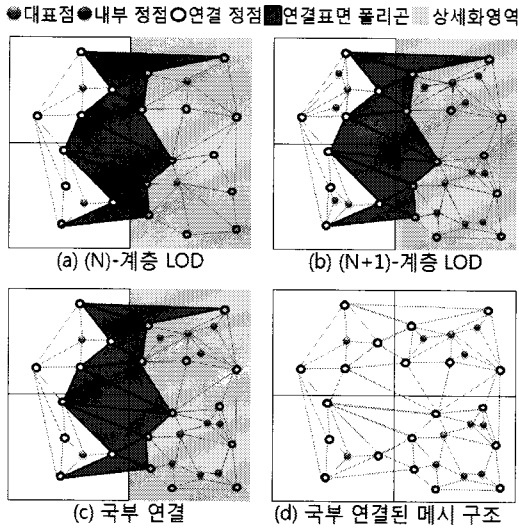 대표점 내부 정점 연결 정점 연결표면 폴리곤 상세화영역
(a) (N)-계층 LOD
(b) (N+1)-계층 LOD
(c) 국부 연결
(d) 국부 연결된 메시 구조